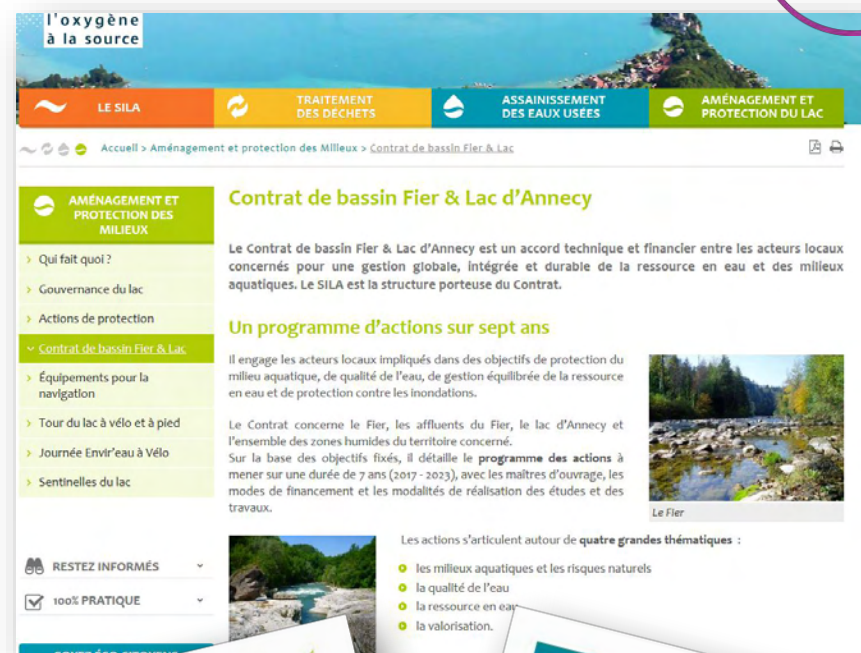 l'oxygène
à la source
LE SILA
TRAITEMENT
DES DÉCHETS
ASSAINISSEMENT
DES EAUX USÉES
AMÉNAGEMENT ET
PROTECTION DU LAC
Accueil > Aménagement et protection des Milieux > Contrat de bassin Fier & Lac
AMÉNAGEMENT ET
PROTECTION DES
MILIEUX
Qui fait quoi ?
Gouvernance du lac
Actions de protection
Contrat de bassin Fier & Lac
Équipements pour la
navigation
Tour du lac à vélo et à pied
Journée Envir'eau à Vélo
Sentinelles du lac
RESTEZ INFORMÉS
100% PRATIQUE
Contrat de bassin Fier & Lac d'Annecy
Le Contrat de bassin Fier & Lac d'Annecy est un accord technique et financier entre les acteurs locaux
concernés pour une gestion globale, intégrée et durable de la ressource en eau et des milieux
aquatiques. Le SILA est la structure porteuse du Contrat.
Un programme d'actions sur sept ans
Il engage les acteurs locaux impliqués dans des objectifs de protection du
milieu aquatique, de qualité de l'eau, de gestion équilibrée de la ressource
en eau et de protection contre les inondations.
Le Contrat concerne le Fier, les affluents du Fier, le lac d'Annecy et
l'ensemble des zones humides du territoire concerné.
Sur la base des objectifs fixés, il détaille le programme des actions à
mener sur une durée de 7 ans (2017 - 2023), avec les maîtres d'ouvrage, les
modes de financement et les modalités de réalisation des études et des
travaux.
Le Fier
Les actions s'articulent autour de quatre grandes thématiques :
les milieux aquatiques et les risques naturels
la qualité de l'eau
la ressource en eau
la valorisation.